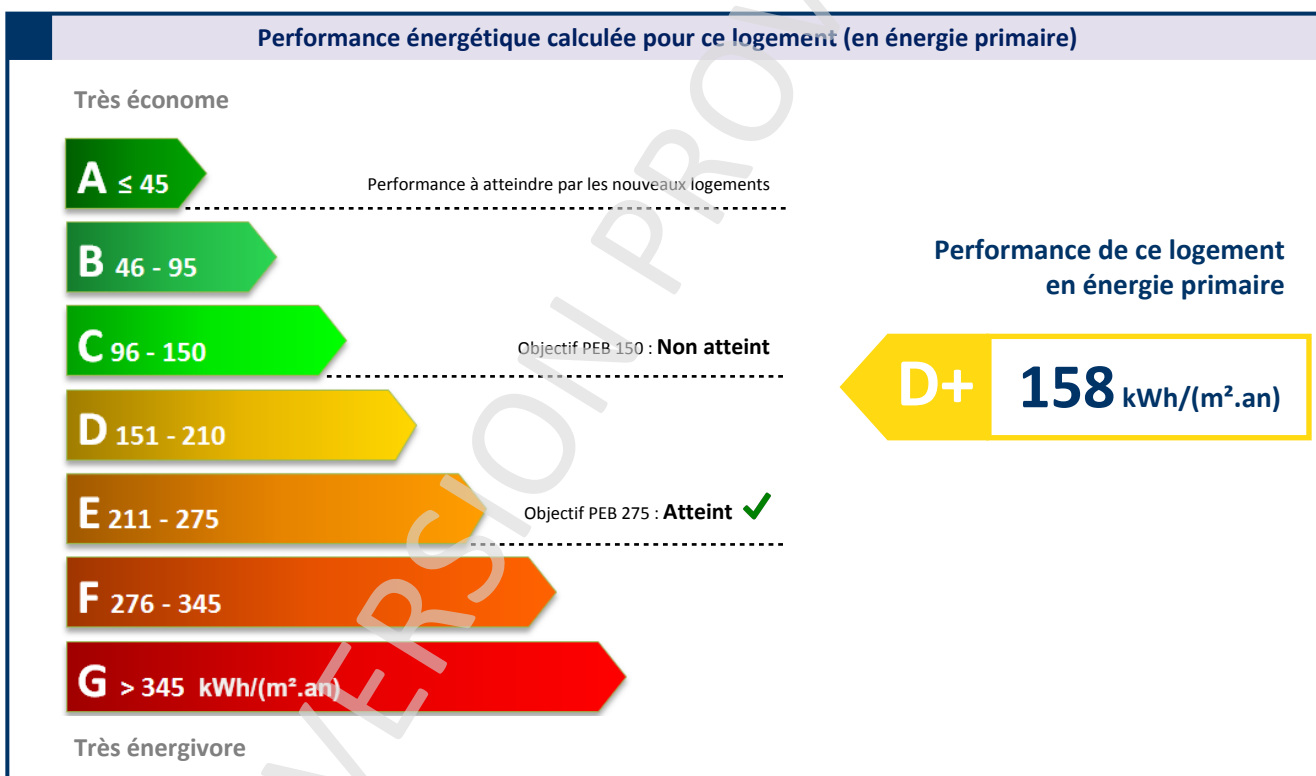 Performance énergétique calculée pour ce logement (en énergie primaire)
Très économe
A ≤ 45
Performance à atteindre par les nouveaux logements
B 46 - 95
C 96 - 150
Objectif PEB 150 : Non atteint
D 151 - 210
E 211 - 275
Objectif PEB 275 : Atteint ✓
F 276 - 345
G > 345 kWh/(m².an)
Très énergivore
Performance de ce logement
en énergie primaire
D+ 158 kWh/(m².an)
VERSION PROV